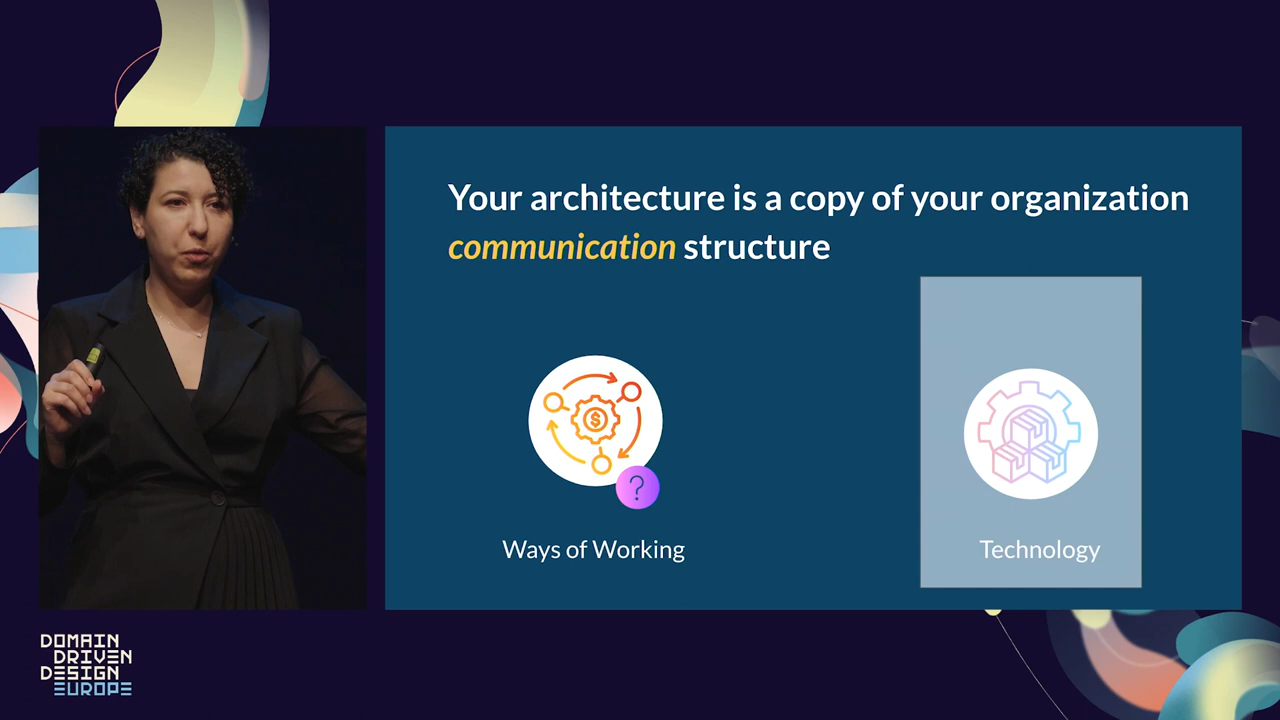 Your architecture is a copy of your organization
communication structure
$
?
Ways of Working
Technology
DOMAIN
DRIVEN
DESIGN
EUROPE